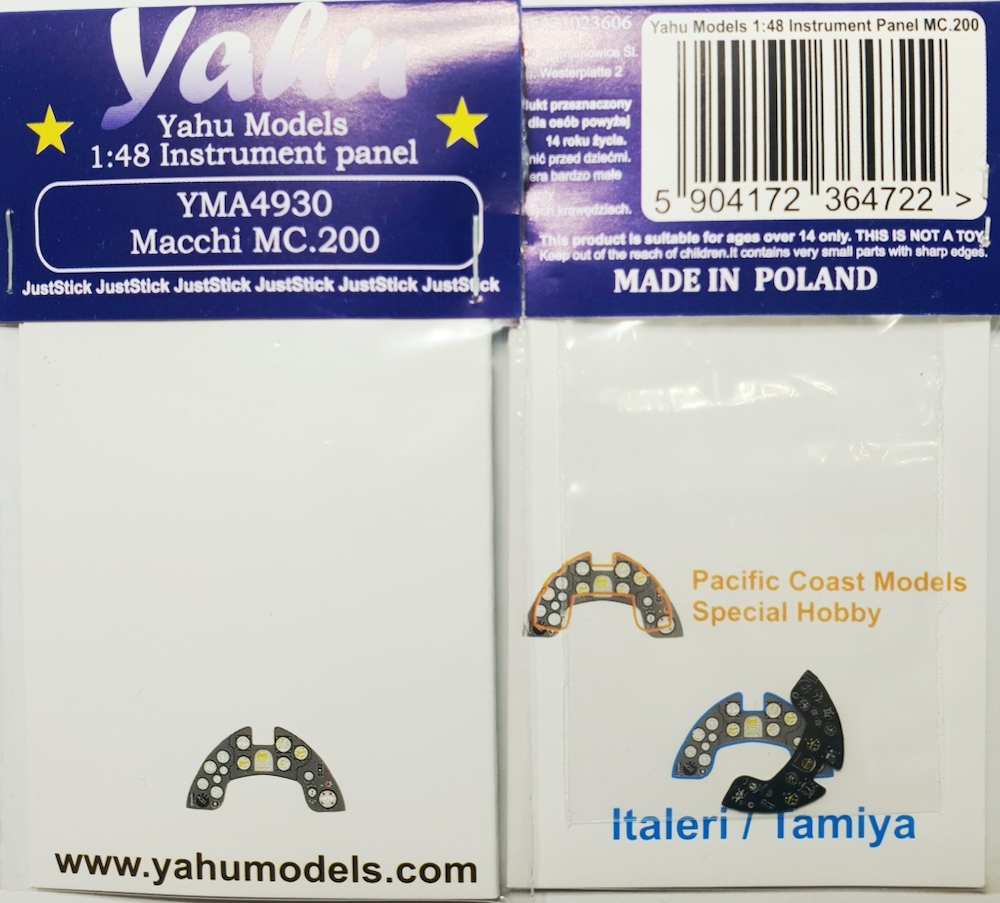 Yahu
Yahu Models
1:48 Instrument panel
YMA4930
Macchi MC.200
JustStick JustStick JustStick JustStick JustStick JustStick
www.yahumodels.com
Yahu Models 1:48 Instrument Panel MC.200
5 904172 364722 >
Westerplatte 2
przeznaczony
dla osób powyżej
14 roku życia.
przed dziećmi.
bardzo małe
krawędziach.
This product is suitable for ages over 14 only. THIS IS NOT A TOY
Keep out of the reach of children.It contains very small parts with sharp edges.
MADE IN POLAND
Pacific Coast Models
Special Hobby
Italeri / Tamiya